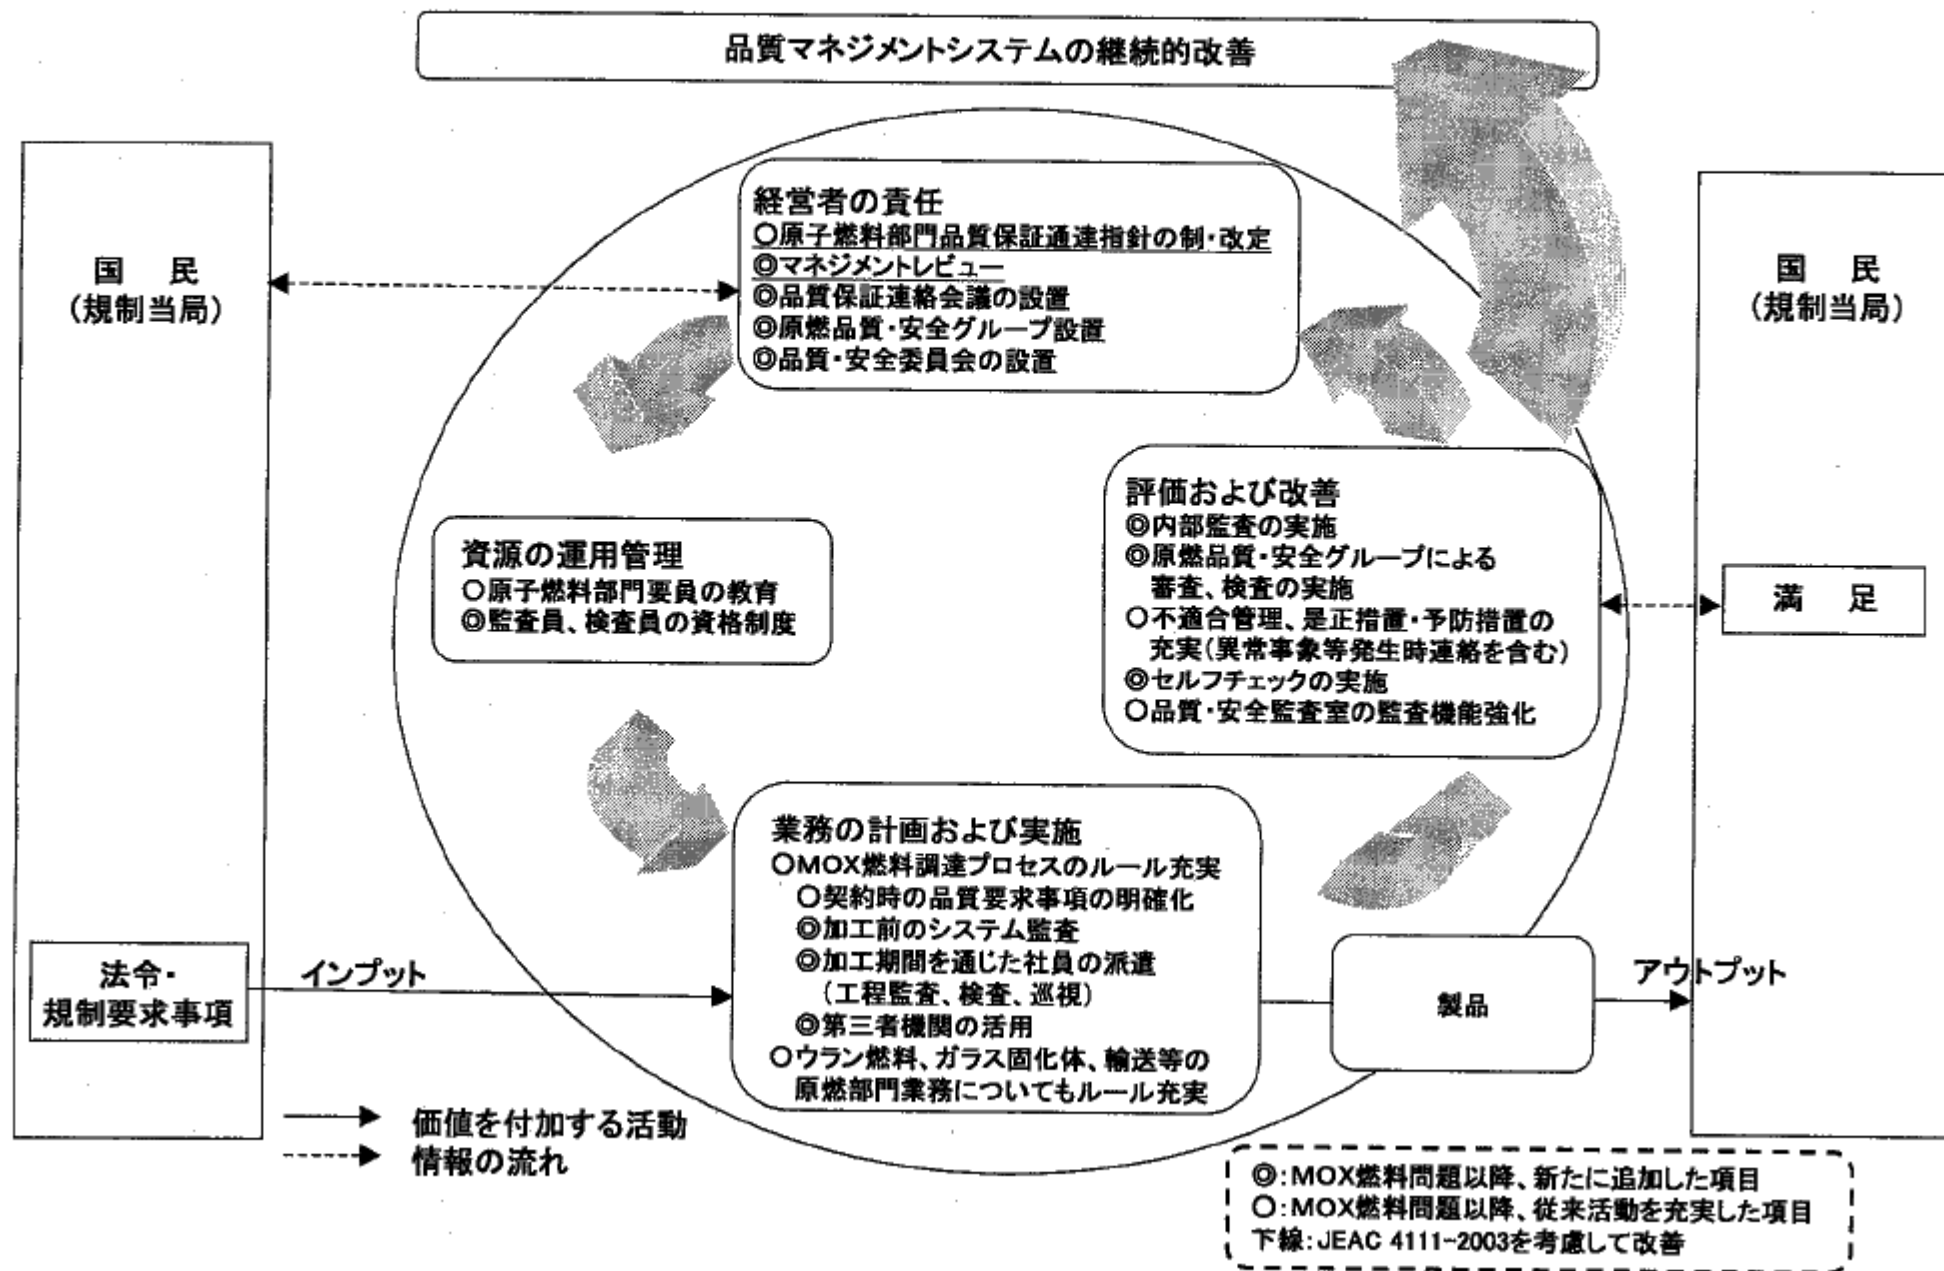 品質マネジメントシステムの継続的改善
国　民
(規制当局)
経営者の責任
○原子燃料部門品質保証通達指針の制・改定
◎マネジメントレビュー
◎品質保証連絡会議の設置
◎原燃品質・安全グループ設置
◎品質・安全委員会の設置
国　民
(規制当局)
評価および改善
◎内部監査の実施
◎原燃品質・安全グループによる
審査、検査の実施
○不適合管理、是正措置・予防措置の
充実(異常事象等発生時連絡を含む)
◎セルフチェックの実施
○品質・安全監査室の監査機能強化
資源の運用管理
○原子燃料部門要員の教育
◎監査員、検査員の資格制度
満　足
業務の計画および実施
○MOX燃料調達プロセスのルール充実
○契約時の品質要求事項の明確化
◎加工前のシステム監査
◎加工期間を通じた社員の派遣
(工程監査、検査、巡視)
◎第三者機関の活用
○ウラン燃料、ガラス固化体、輸送等の
原燃部門業務についてもルール充実
法令・
規制要求事項
インプット
製品
アウトプット
価値を付加する活動
情報の流れ
◎:MOX燃料問題以降、新たに追加した項目
○:MOX燃料問題以降、従来活動を充実した項目
下線:JEAC 4111-2003を考慮して改善